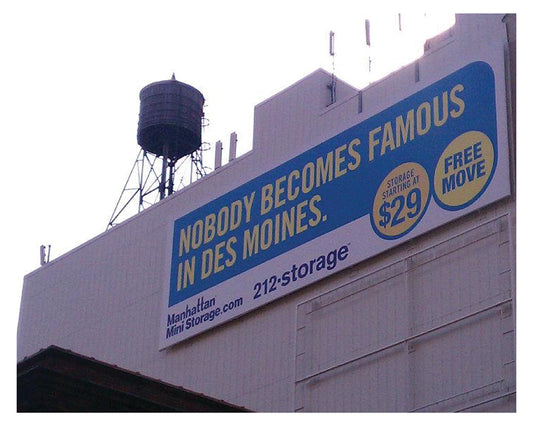 NOBODY BECOMES FAMOUS
IN DES MOINES.
STORAGE
STARTING AT
$29
FREE
MOVE
Manhattan
Mini Storage.com
212·storage